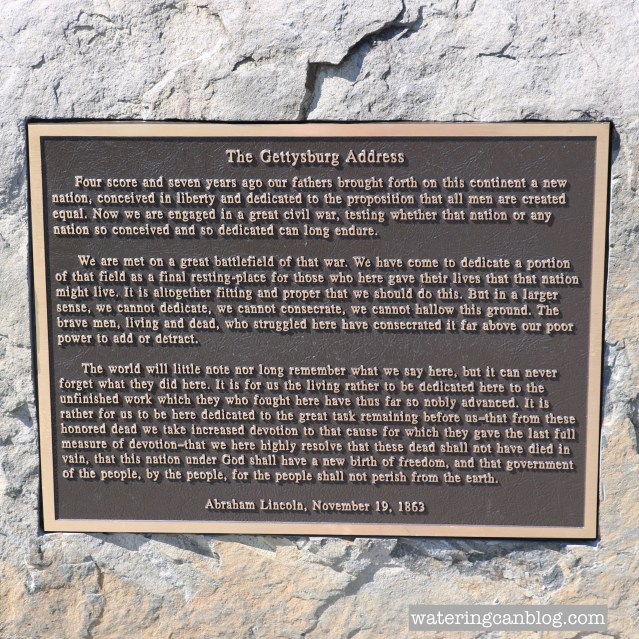 The Gettysburg Address
Four score and seven years ago our fathers brought forth on this continent a new
nation, conceived in liberty and dedicated to the proposition that all men are created
equal. Now we are engaged in a great civil war, testing whether that nation or any
nation so conceived and so dedicated can long endure.
We are met on a great battlefield of that war. We have come to dedicate a portion
of that field as a final resting-place for those who here gave their lives that that nation
might live. It is altogether fitting and proper that we should do this. But in a larger
sense, we cannot dedicate, we cannot consecrate, we cannot hallow this ground. The
brave men, living and dead, who struggled here have consecrated it far above our poor
power to add or detract.
The world will little note nor long remember what we say here, but it can never
forget what they did here. It is for us the living rather to be dedicated here to the
unfinished work which they who fought here have thus far so nobly advanced. It is
rather for us to be here dedicated to the great task remaining before us–that from these
honored dead we take increased devotion to that cause for which they gave the last full
measure of devotion–that we here highly resolve that these dead shall not have died in
vain, that this nation under God shall have a new birth of freedom, and that government
of the people, by the people, for the people shall not perish from the earth.
Abraham Lincoln, November 19, 1863
wateringcanblog.com